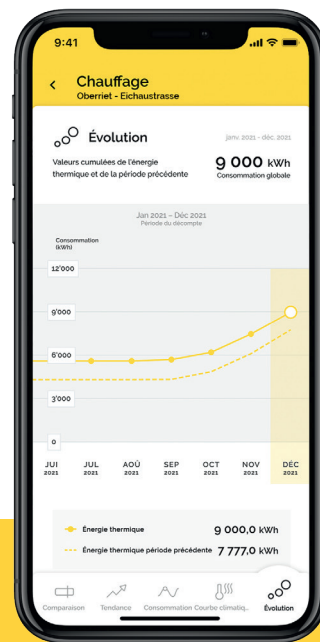 9:41
Chauffage
Oberriet - Eichaustrasse
Évolution
janv. 2021 - déc. 2021
Valeurs cumulées de l'énergie
thermique et de la période précédente
9 000 kWh
Consommation globale
Jan 2021 – Déc 2021
Période du décompte
Consommation
(kWh)
12'000
9'000
6'000
3'000
0
JUI JUL AOÛ SEP OCT NOV DÉC
2021 2021 2021 2021 2021 2021 2021
Énergie thermique 9 000,0 kWh
Énergie thermique période précédente 7 777,0 kWh
Comparaison Tendance Consommation Courbe climatiq.. Évolution